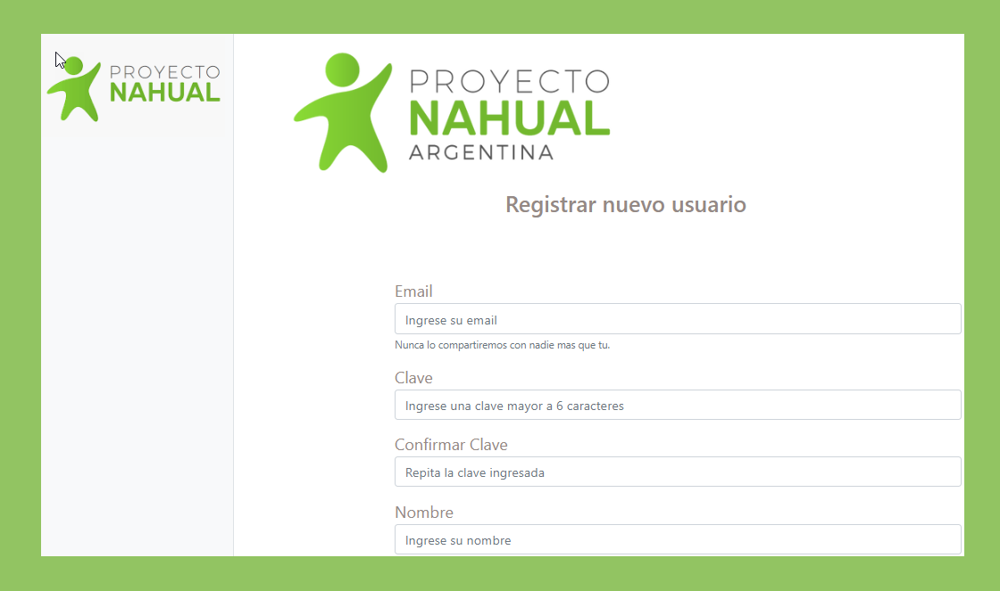 PROYECTO
NAHUAL
PROYECTO
NAHUAL
ARGENTINA
Registrar nuevo usuario
Email
Ingrese su email
Nunca lo compartiremos con nadie mas que tu.
Clave
Ingrese una clave mayor a 6 caracteres
Confirmar Clave
Repita la clave ingresada
Nombre
Ingrese su nombre